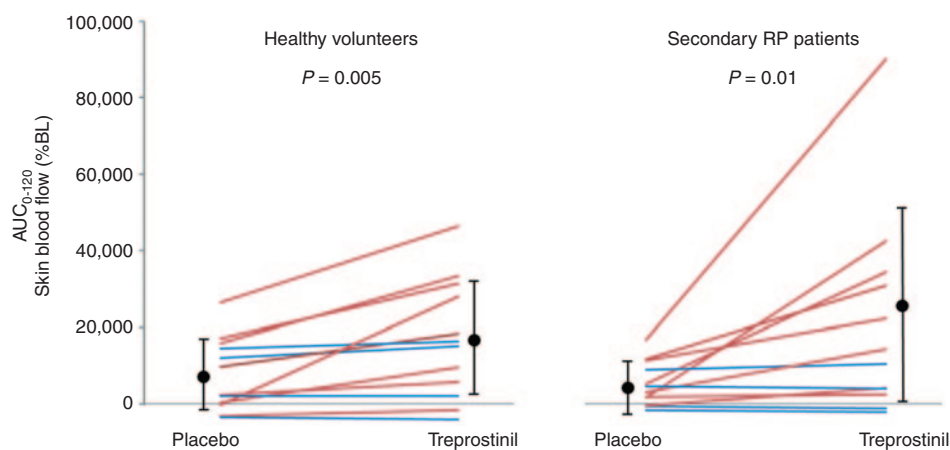 100,000
80,000
60,000
40,000
20,000
0
AUC0-120
Skin blood flow (%BL)
Healthy volunteers
P = 0.005
Placebo
Treprostinil
Secondary RP patients
P = 0.01
Placebo
Treprostinil